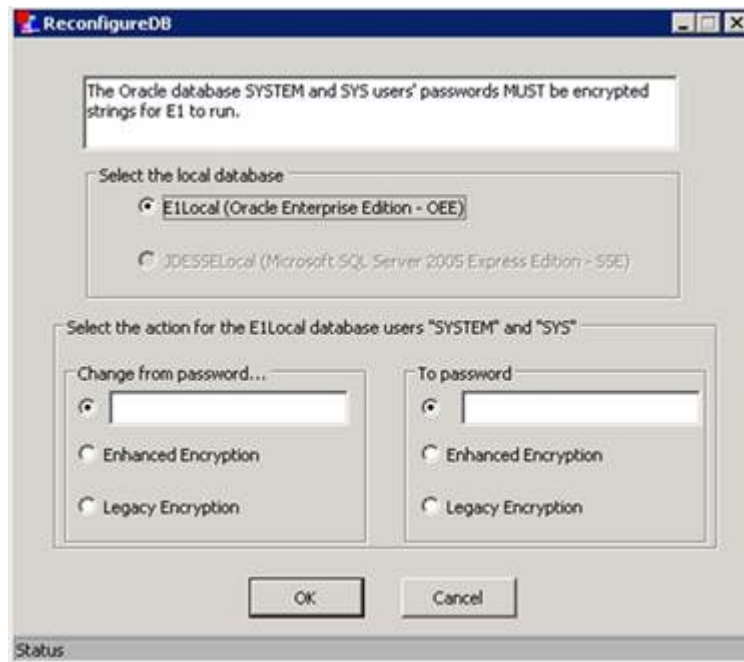 ReconfigureDB
The Oracle database SYSTEM and SYS users' passwords MUST be encrypted
strings for E1 to run.
Select the local database
E1Local (Oracle Enterprise Edition - OEE)
JDESSELocal (Microsoft SQL Server 2005 Express Edition - SSE)
Select the action for the E1Local database users "SYSTEM" and "SYS"
Change from password...
To password
Enhanced Encryption
Enhanced Encryption
Legacy Encryption
Legacy Encryption
OK
Cancel
Status